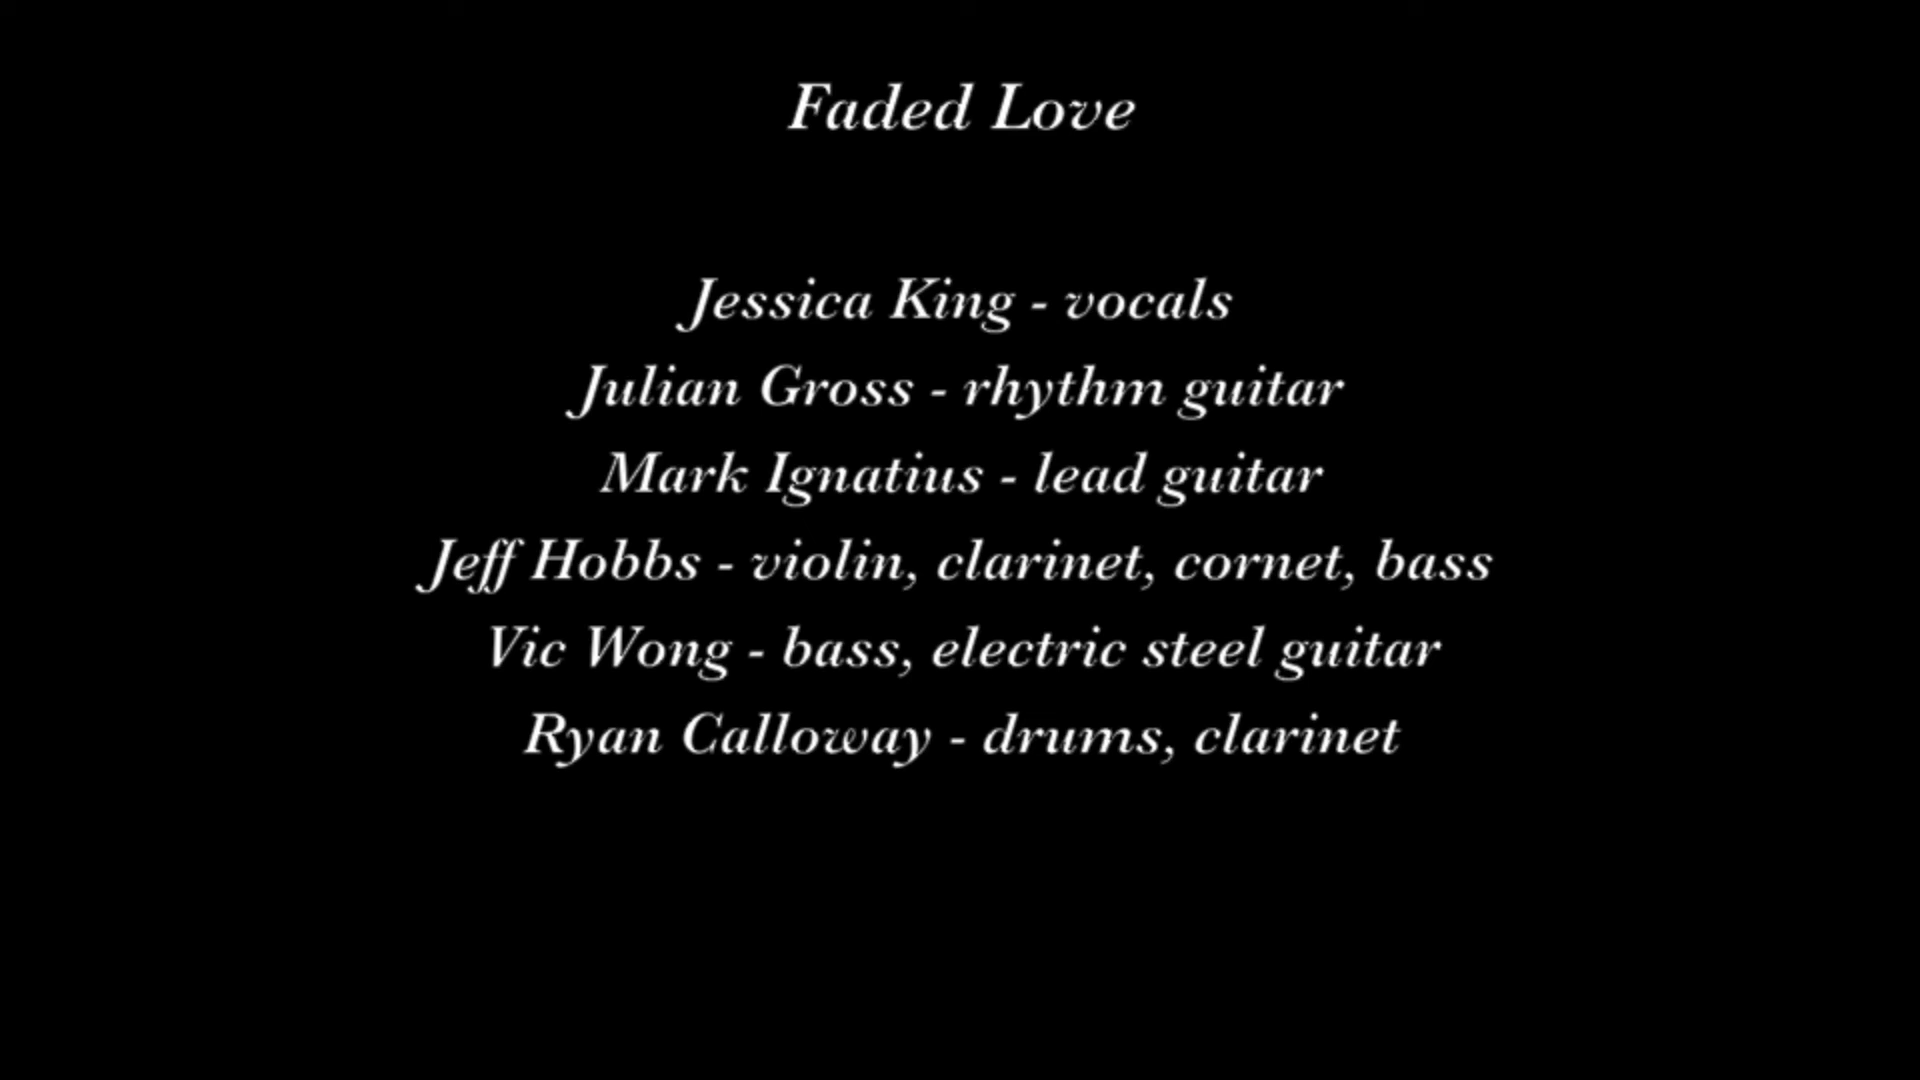 Faded Love
Jessica King - vocals
Julian Gross - rhythm guitar
Mark Ignatius - lead guitar
Jeff Hobbs - violin, clarinet, cornet, bass
Vic Wong - bass, electric steel guitar
Ryan Calloway - drums, clarinet